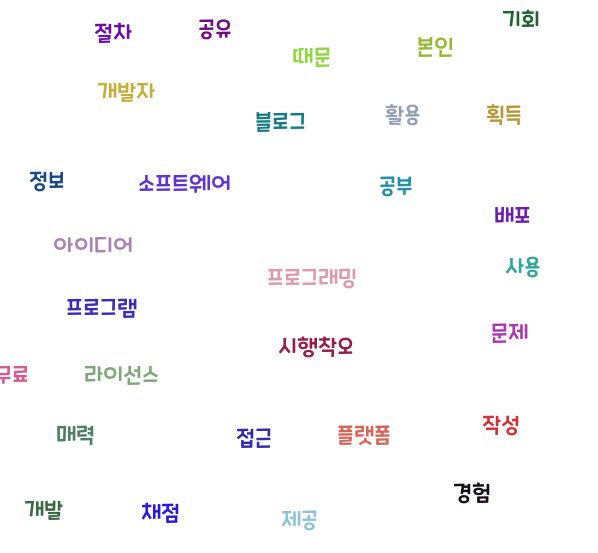 기회
절차
공유
때문
본인
개발자
블로그
활용
획득
정보
소프트웨어
공부
배포
아이디어
프로그래밍
사용
프로그램
시행착오
문제
무료
라이선스
매력
접근
플랫폼
작성
개발
채점
제공
경험